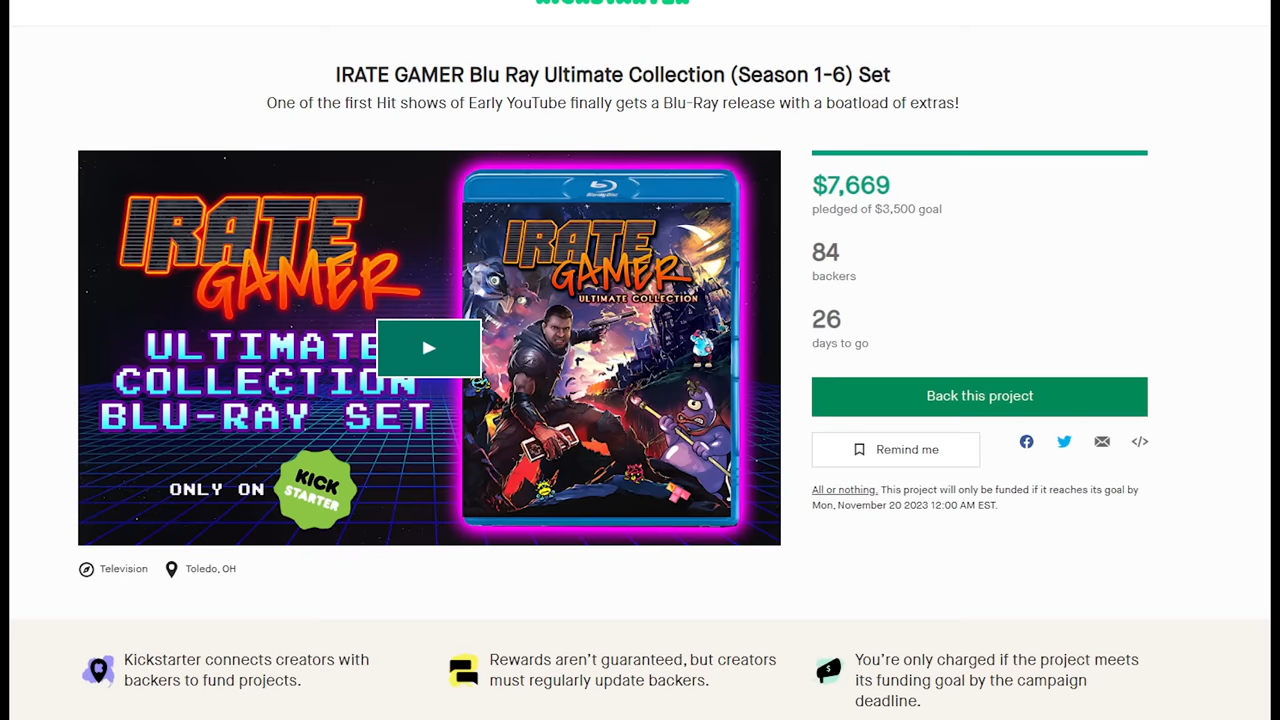 KICKSTARTER
IRATE GAMER Blu Ray Ultimate Collection (Season 1-6) Set
One of the first Hit shows of Early YouTube finally gets a Blu-Ray release with a boatload of extras!
IRATE
GAMER
ULTIMATE
COLLECTION
BLU-RAY SET
ONLY ON
KICK
STARTER
Blu-ray Disc
IRATE
GAMER
ULTIMATE COLLECTION
$7,669
pledged of $3,500 goal
84
backers
26
days to go
Back this project
Remind me
All or nothing. This project will only be funded if it reaches its goal by
Mon, November 20 2023 12:00 AM EST.
Television
Toledo, OH
Kickstarter connects creators with
backers to fund projects.
Rewards aren't guaranteed, but creators
must regularly update backers.
You're only charged if the project meets
its funding goal by the campaign
deadline.